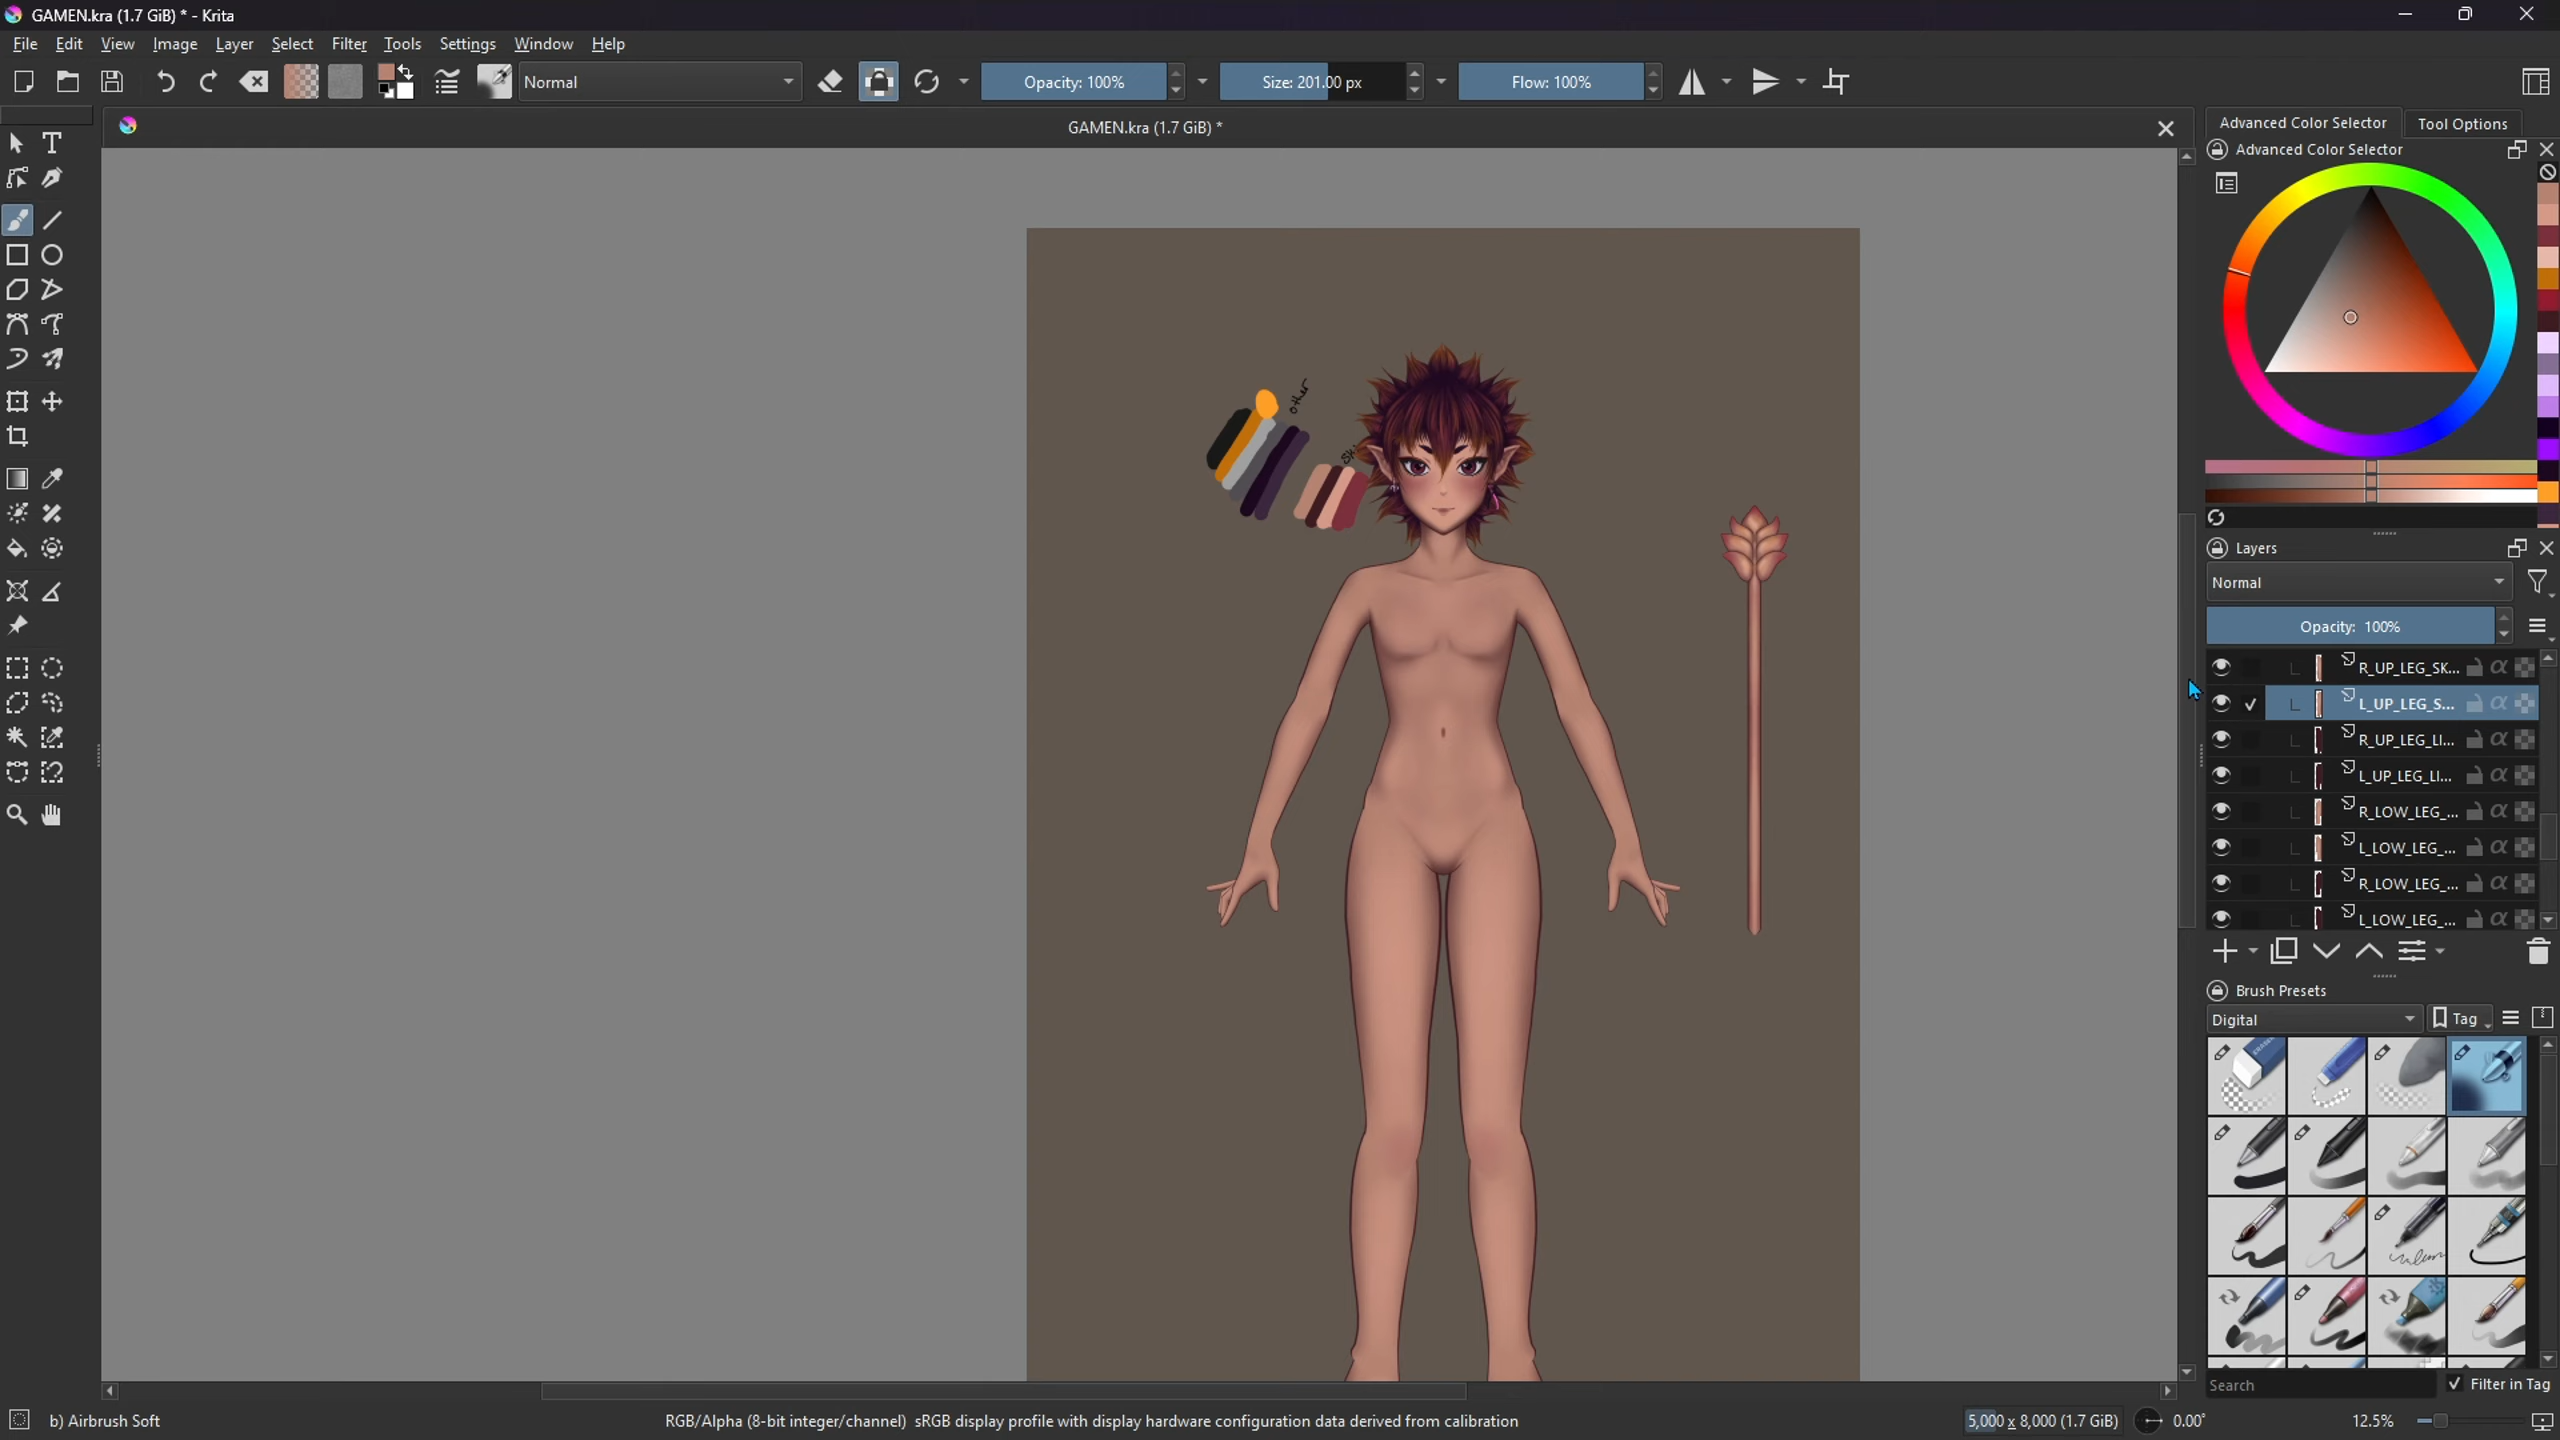 GAMEN.kra (1.7 GiB) * - Krita
File Edit View Image Layer Select Filter Tools Settings Window Help
Normal Opacity: 100% Size: 201.00 px Flow: 100%
GAMEN.kra (1.7 GiB) *
Advanced Color Selector Tool Options
Advanced Color Selector
other
Ski
Layers
Normal
Opacity: 100%
R_UP_LEG_SK...
L_UP_LEG_S...
R_UP_LEG_LI...
L_UP_LEG_LI...
R_LOW_LEG_...
L_LOW_LEG_...
R_LOW_LEG_...
L_LOW_LEG_...
Brush Presets
Digital Tag
Search Filter in Tag
b) Airbrush Soft
RGB/Alpha (8-bit integer/channel) sRGB display profile with display hardware configuration data derived from calibration
5,000 x 8,000 (1.7 GiB) 0.00° 12.5%